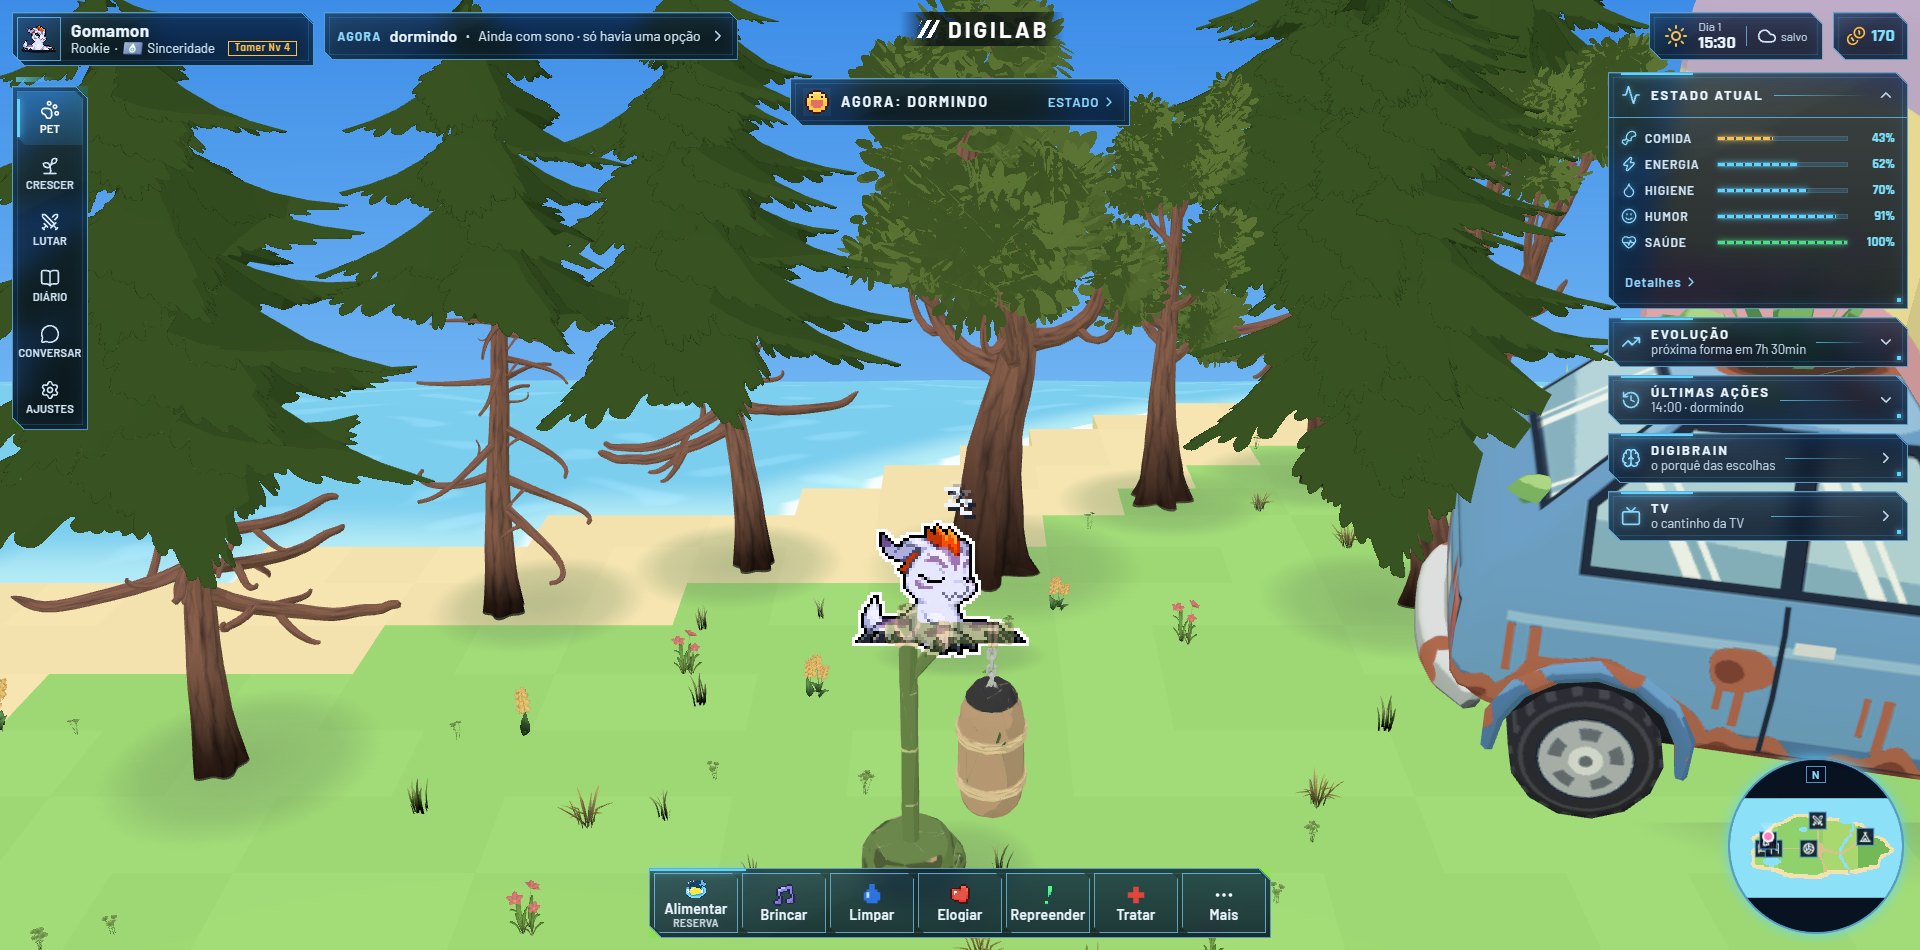 Gomamon
Rookie · Sinceridade Tamer Nv 4
AGORA dormindo · Ainda com sono · só havia uma opção
DIGILAB
Dia 1
15:30
salvo
170
AGORA: DORMINDO ESTADO
PET
CRESCER
LUTAR
DIÁRIO
CONVERSAR
AJUSTES
ESTADO ATUAL
COMIDA 43%
ENERGIA 62%
HIGIENE 70%
HUMOR 91%
SAÚDE 100%
Detalhes
EVOLUÇÃO
próxima forma em 7h 30min
ÚLTIMAS AÇÕES
14:00 · dormindo
DIGIBRAIN
o porquê das escolhas
TV
o cantinho da TV
N
Alimentar
RESERVA
Brincar
Limpar
Elogiar
Repreender
Tratar
Mais